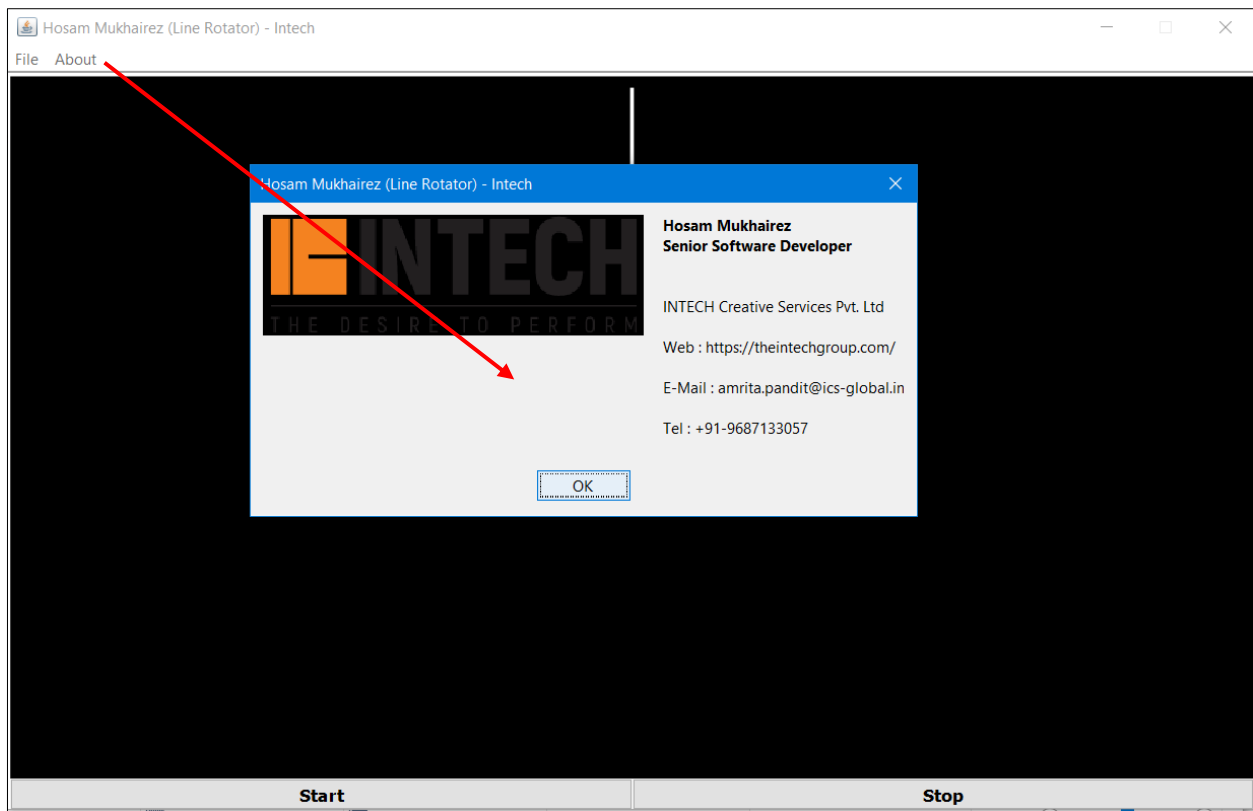 Hosam Mukhairez (Line Rotator) - Intech
File About
Hosam Mukhairez (Line Rotator) - Intech
INTECH
THE DESIRE TO PERFORM
Hosam Mukhairez
Senior Software Developer
INTECH Creative Services Pvt. Ltd
Web : https://theintechgroup.com/
E-Mail : amrita.pandit@ics-global.in
Tel : +91-9687133057
OK
Start Stop